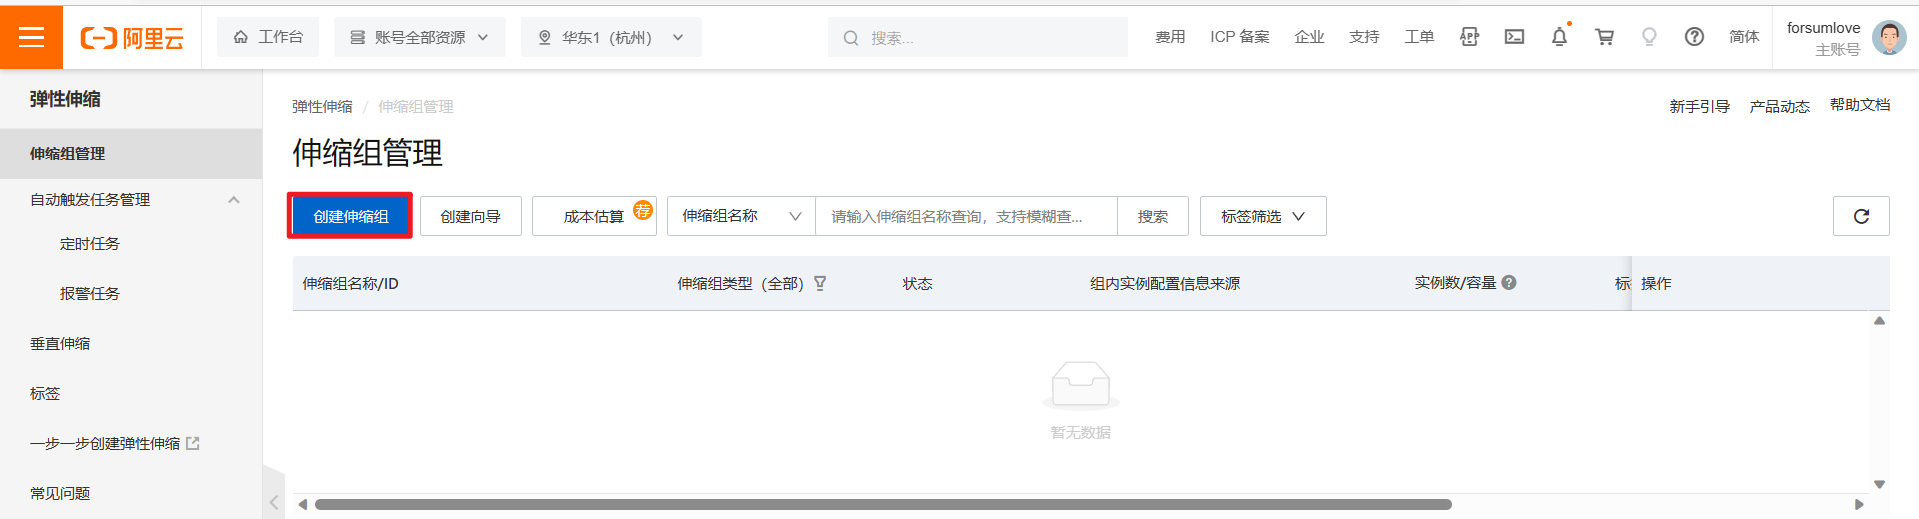 阿里云
工作台
账号全部资源
华东1（杭州）
搜索...
费用
ICP 备案
企业
支持
工单
简体
forsumlove
主账号
弹性伸缩
伸缩组管理
自动触发任务管理
定时任务
报警任务
垂直伸缩
标签
一步一步创建弹性伸缩
常见问题
弹性伸缩 / 伸缩组管理
新手引导
产品动态
帮助文档
伸缩组管理
创建伸缩组
创建向导
成本估算
荐
伸缩组名称
请输入伸缩组名称查询，支持模糊查...
搜索
标签筛选
伸缩组名称/ID
伸缩组类型（全部）
状态
组内实例配置信息来源
实例数/容量
标
操作
暂无数据